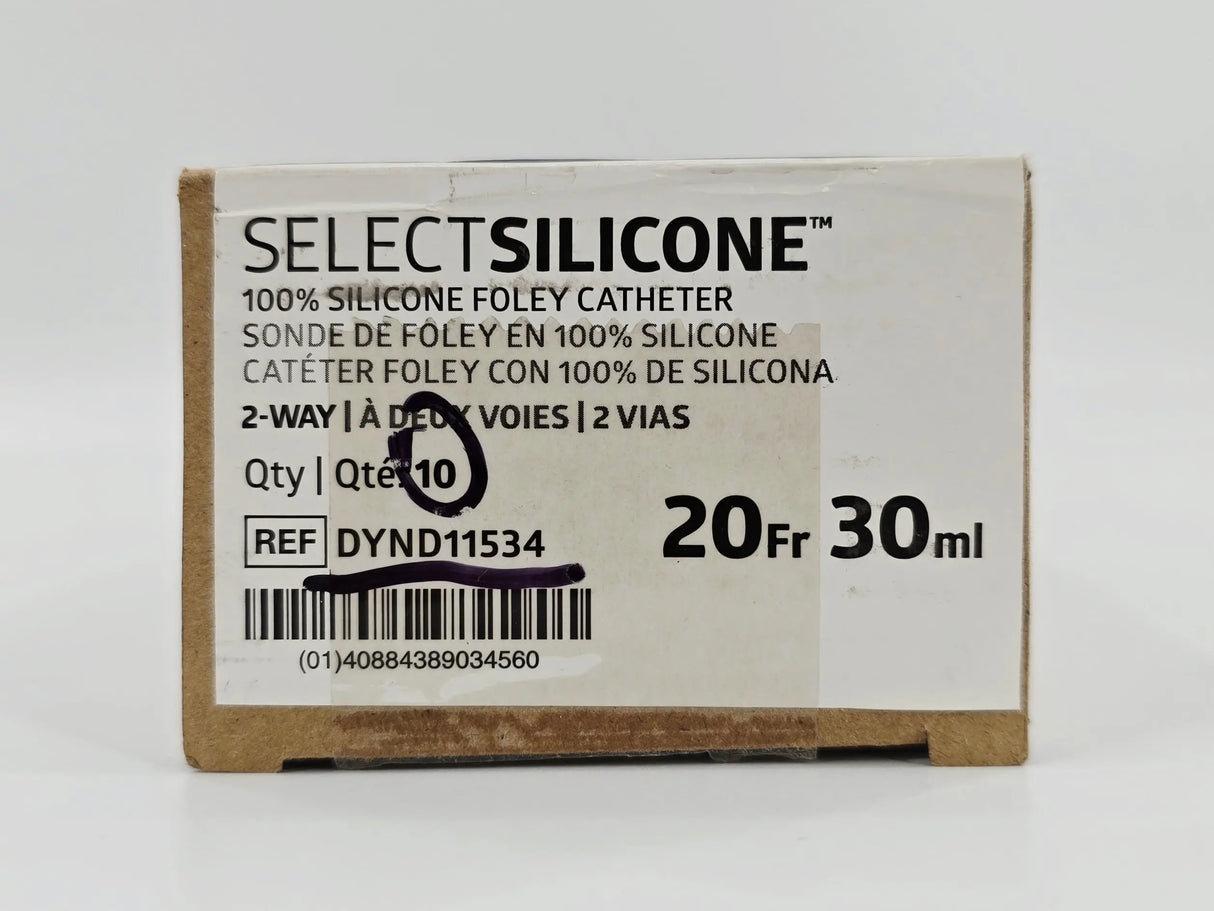 SELECTSILICONE™
100% SILICONE FOLEY CATHETER
SONDE DE FOLEY EN 100% SILICONE
CATÉTER FOLEY CON 100% DE SILICONA
2-WAY | À DEUX VOIES | 2 VIAS
Qty | Qté: 10
REF DYND11534
20Fr 30ml
(01)40884389034560